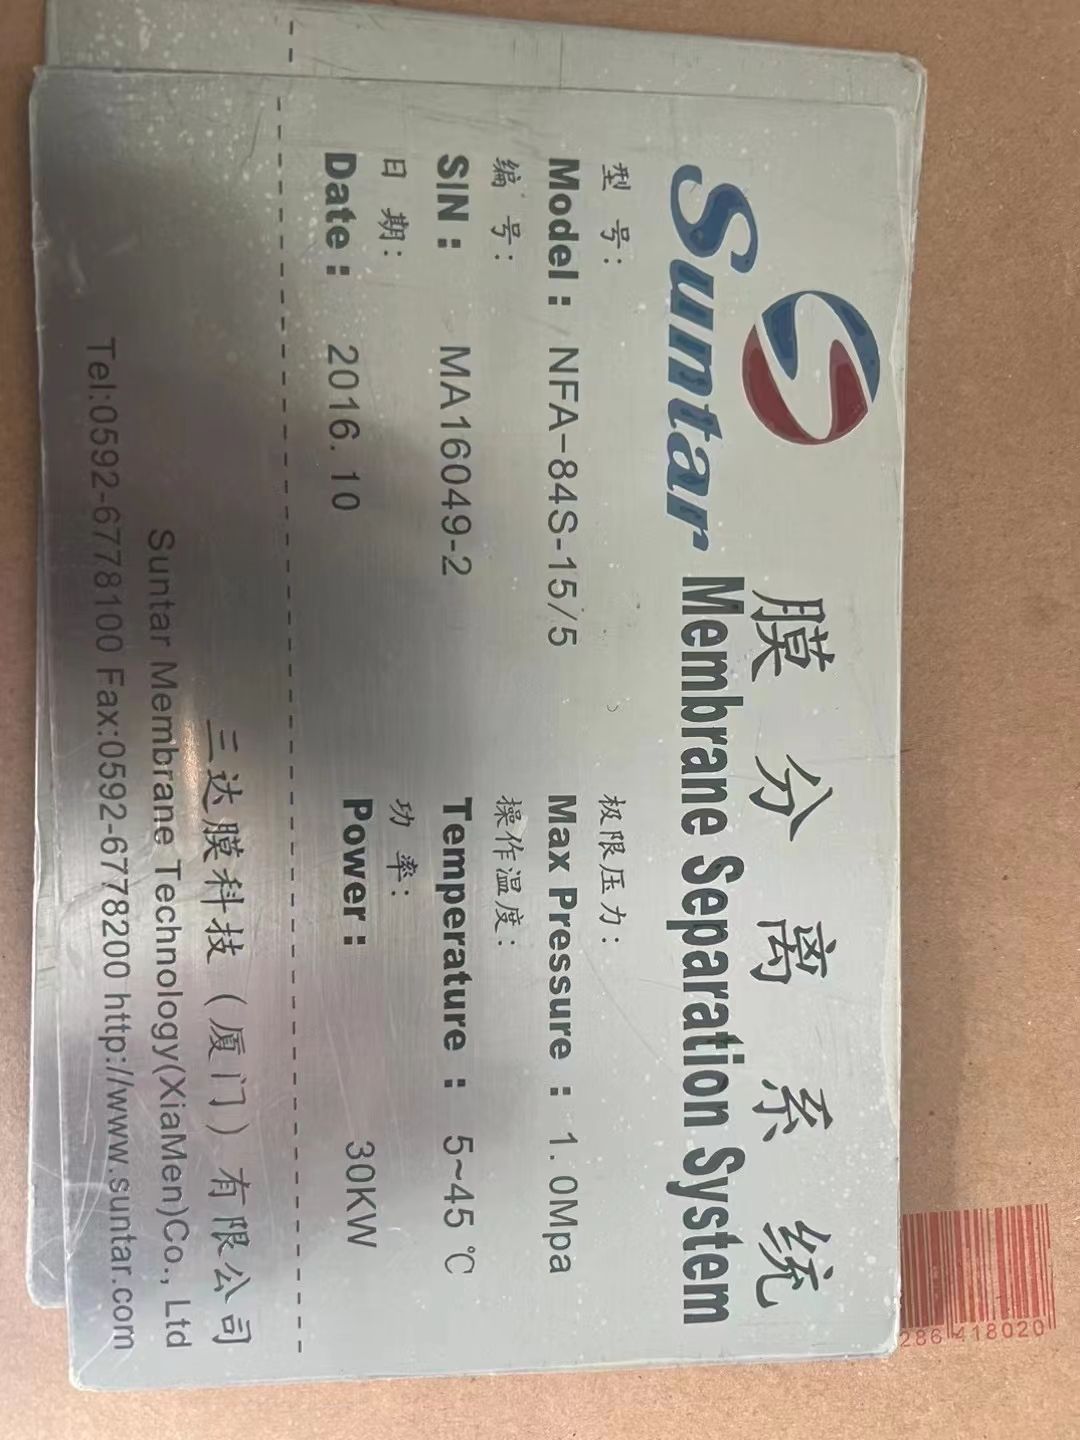 膜分离系统
Suntar Membrane Separation System
型号: 极限压力:
Model: NFA-84S-15/5 Max Pressure: 1.0Mpa
编号: 操作温度:
SIN: MA16049-2 Temperature: 5~45℃
日期: 功率:
Date: 2016.10 Power: 30KW
三达膜科技(厦门)有限公司
Suntar Membrane Technology(XiaMen)Co., Ltd
Tel:0592-6778100 Fax:0592-6778200 http://www.suntar.com
286 418020